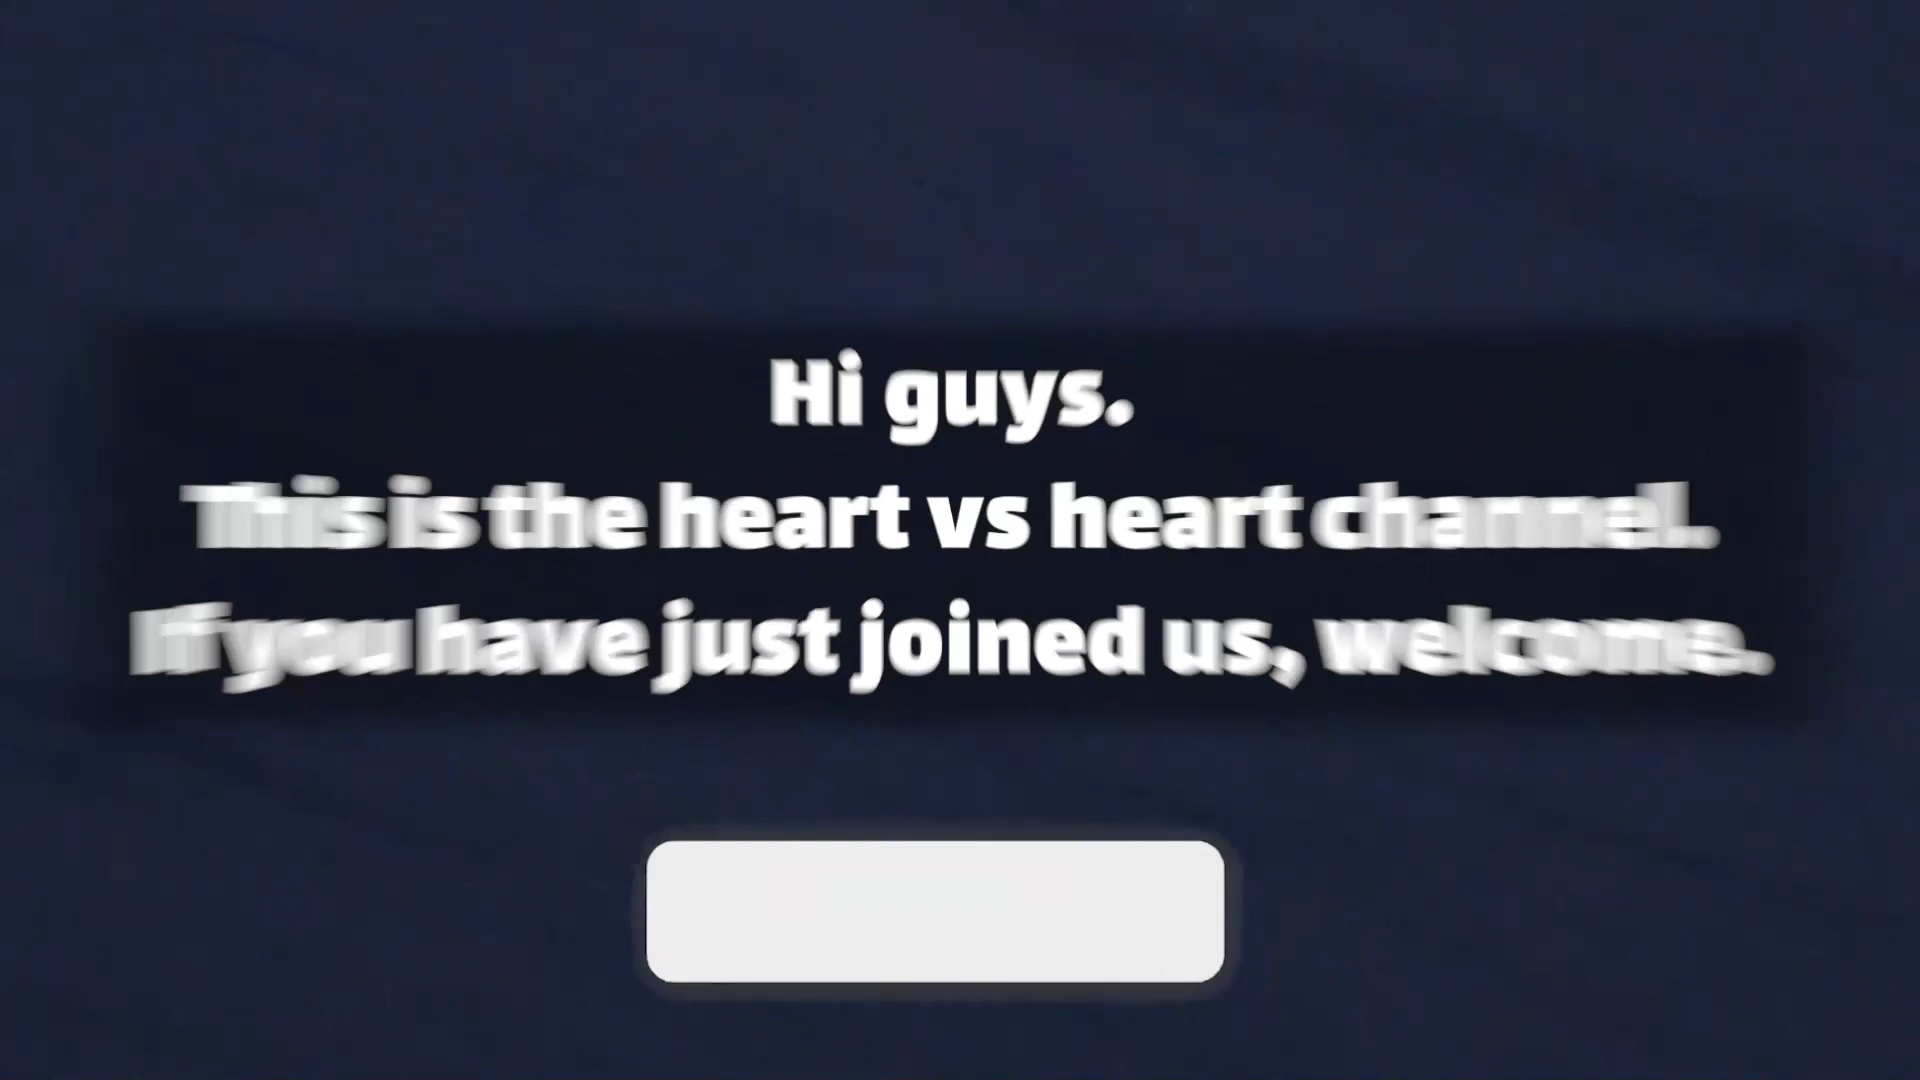 Hi guys.
This is the heart vs heart channel.
If you have just joined us, welcome.